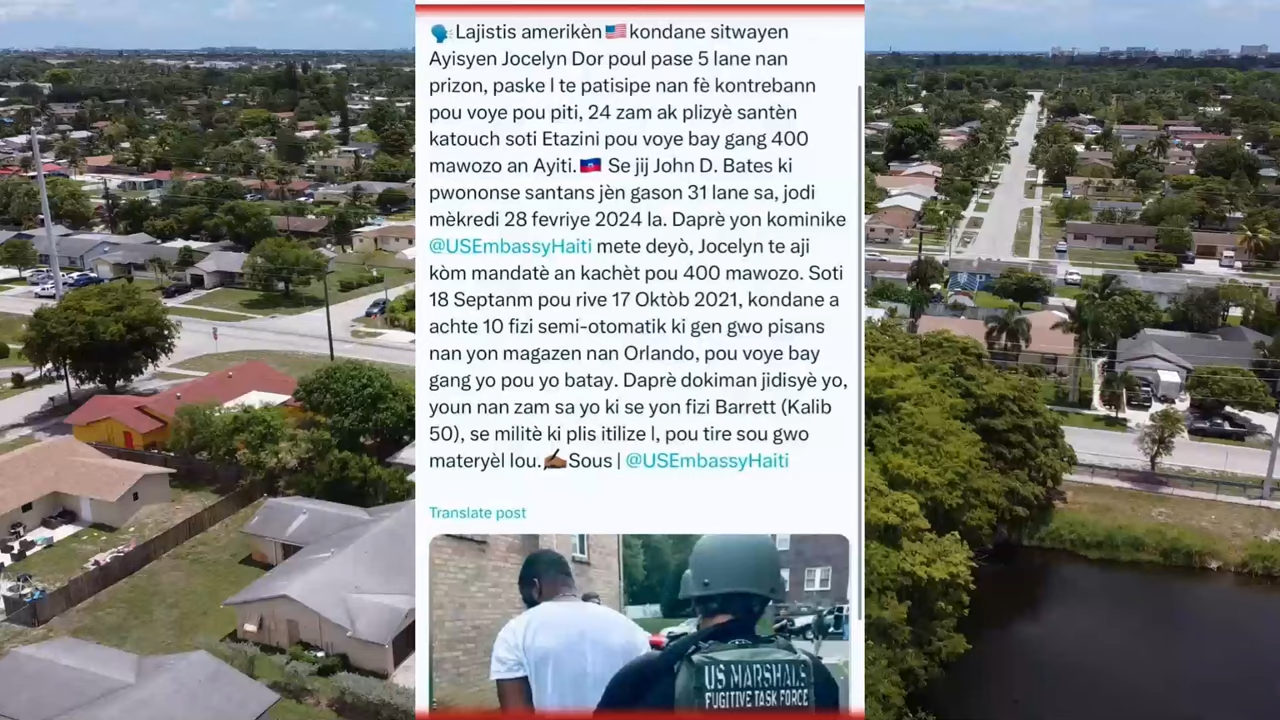 🗣️Lajistis amerikèn🇺🇸kondane sitwayen
Ayisyen Jocelyn Dor poul pase 5 lane nan
prizon, paske l te patisipe nan fè kontrebann
pou voye pou piti, 24 zam ak plizyè santèn
katouch soti Etazini pou voye bay gang 400
mawozo an Ayiti.🇭🇹 Se jij John D. Bates ki
pwononse santans jèn gason 31 lane sa, jodi
mèkredi 28 fevriye 2024 la. Daprè yon kominike
@USEmbassyHaiti mete deyò, Jocelyn te aji
kòm mandatè an kachèt pou 400 mawozo. Soti
18 Septanm pou rive 17 Oktòb 2021, kondane a
achte 10 fizi semi-otomatik ki gen gwo pisans
nan yon magazen nan Orlando, pou voye bay
gang yo pou yo batay. Daprè dokiman jidisyè yo,
youn nan zam sa yo ki se yon fizi Barrett (Kalib
50), se militè ki plis itilize l, pou tire sou gwo
materyèl lou.✍🏾Sous | @USEmbassyHaiti
Translate post
US MARSHALS
FUGITIVE TASK FORCE